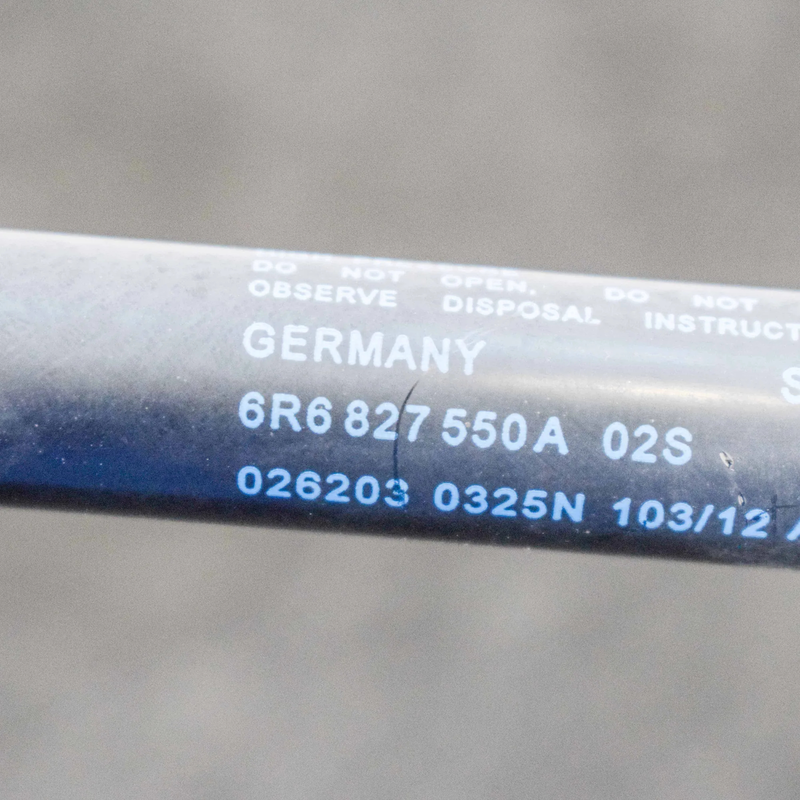 DO NOT OPEN, DO NOT
OBSERVE DISPOSAL INSTRUCT
GERMANY S
6R6 827 550A 02S
026203 0325N 103/12 /